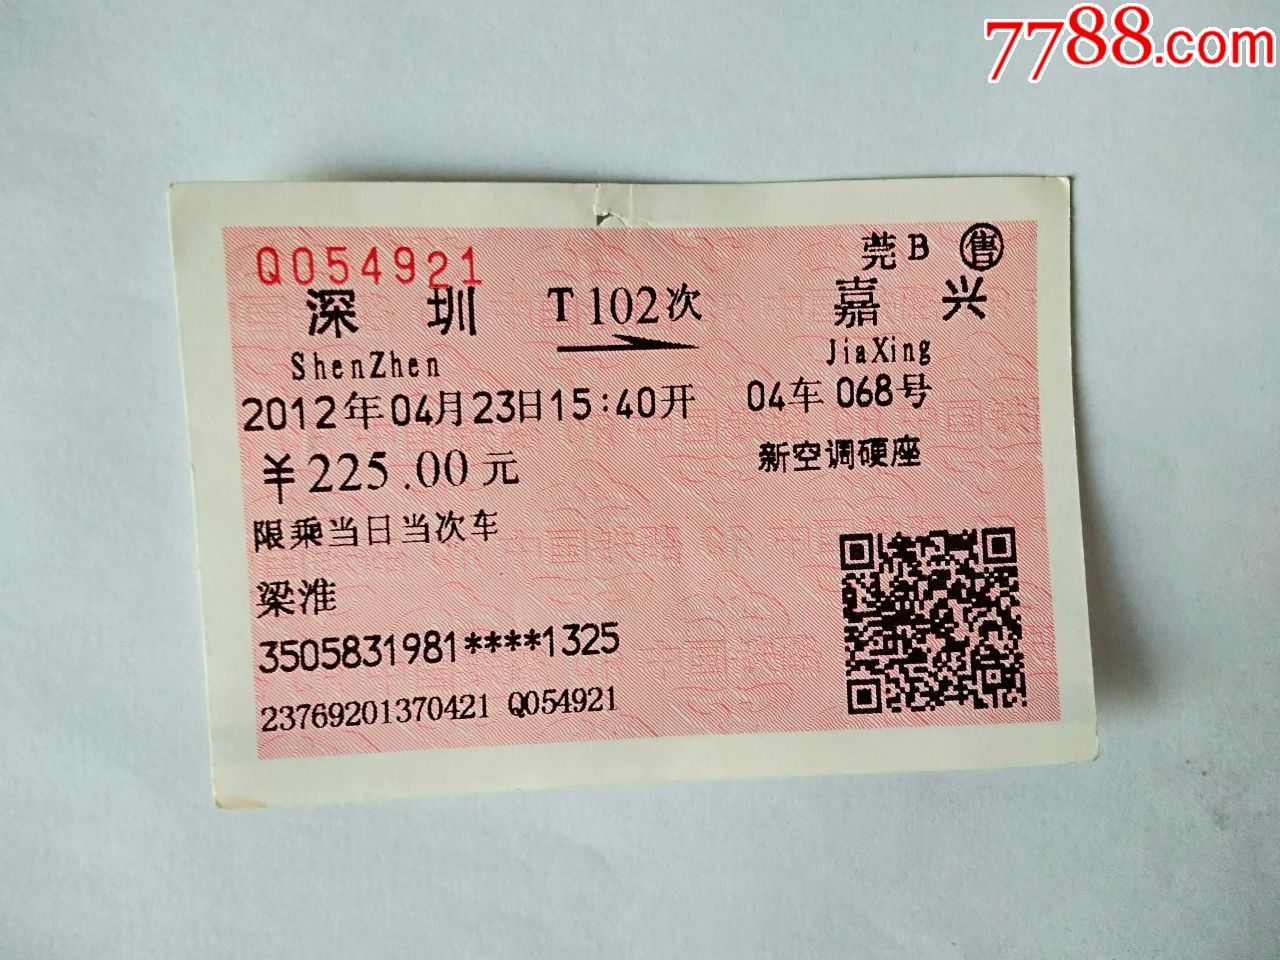 7788.com
Q054921
莞B 售
深圳 T102次 嘉兴
ShenZhen JiaXing
2012年04月23日15:40开 04车068号
¥225.00元 新空调硬座
限乘当日当次车
梁淮
3505831981****1325
23769201370421 Q054921